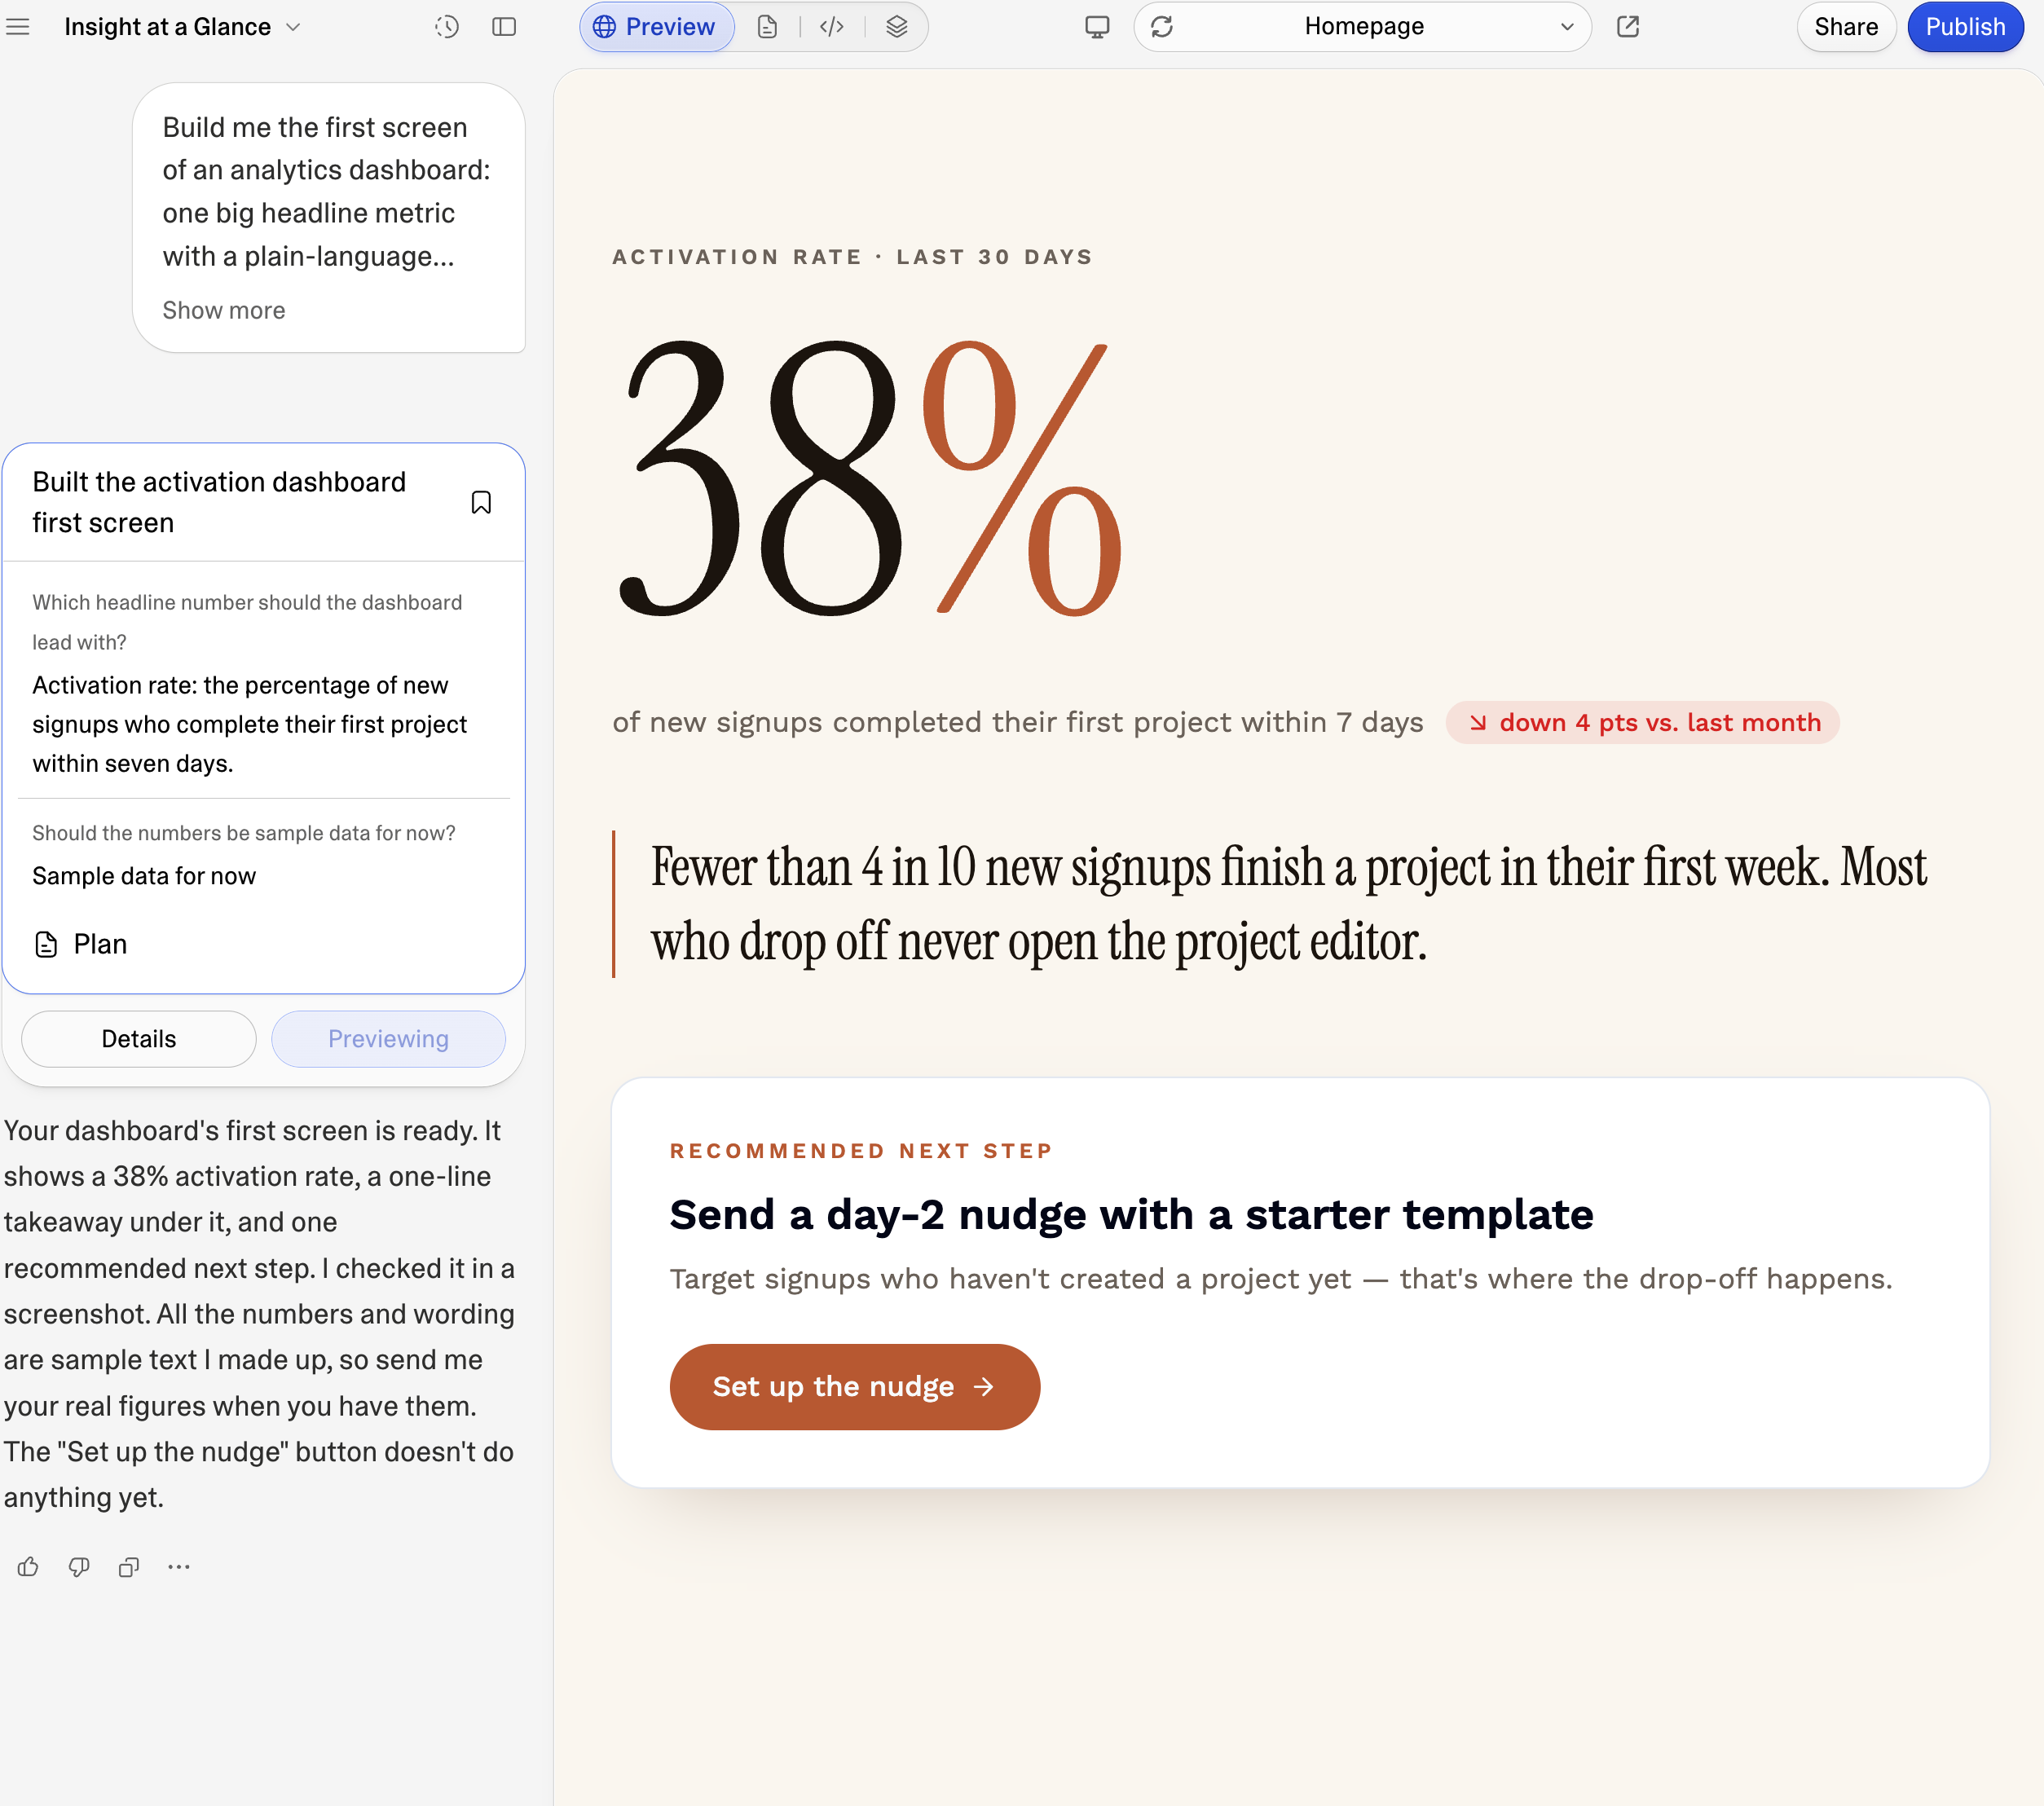 Insight at a Glance
Preview
Homepage
Share
Publish
Build me the first screen
of an analytics dashboard:
one big headline metric
with a plain-language...
Show more
Built the activation dashboard
first screen
Which headline number should the dashboard
lead with?
Activation rate: the percentage of new
signups who complete their first project
within seven days.
Should the numbers be sample data for now?
Sample data for now
Plan
Details
Previewing
Your dashboard's first screen is ready. It
shows a 38% activation rate, a one-line
takeaway under it, and one
recommended next step. I checked it in a
screenshot. All the numbers and wording
are sample text I made up, so send me
your real figures when you have them.
The "Set up the nudge" button doesn't do
anything yet.
ACTIVATION RATE · LAST 30 DAYS
38%
of new signups completed their first project within 7 days
down 4 pts vs. last month
Fewer than 4 in 10 new signups finish a project in their first week. Most
who drop off never open the project editor.
RECOMMENDED NEXT STEP
Send a day-2 nudge with a starter template
Target signups who haven't created a project yet — that's where the drop-off happens.
Set up the nudge →